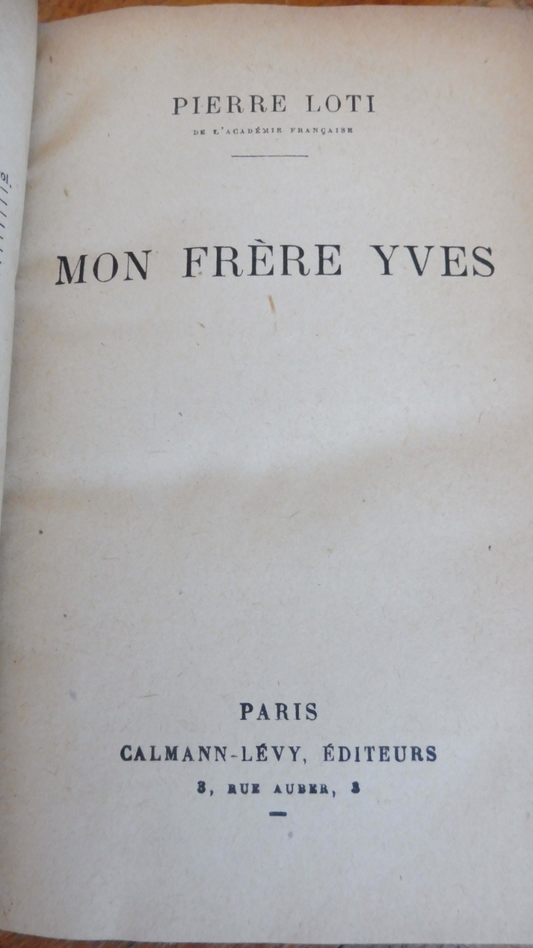 PIERRE LOTI
DE L'ACADÉMIE FRANÇAISE
MON FRÈRE YVES
PARIS
CALMANN-LÉVY, ÉDITEURS
3, RUE AUBER, 3